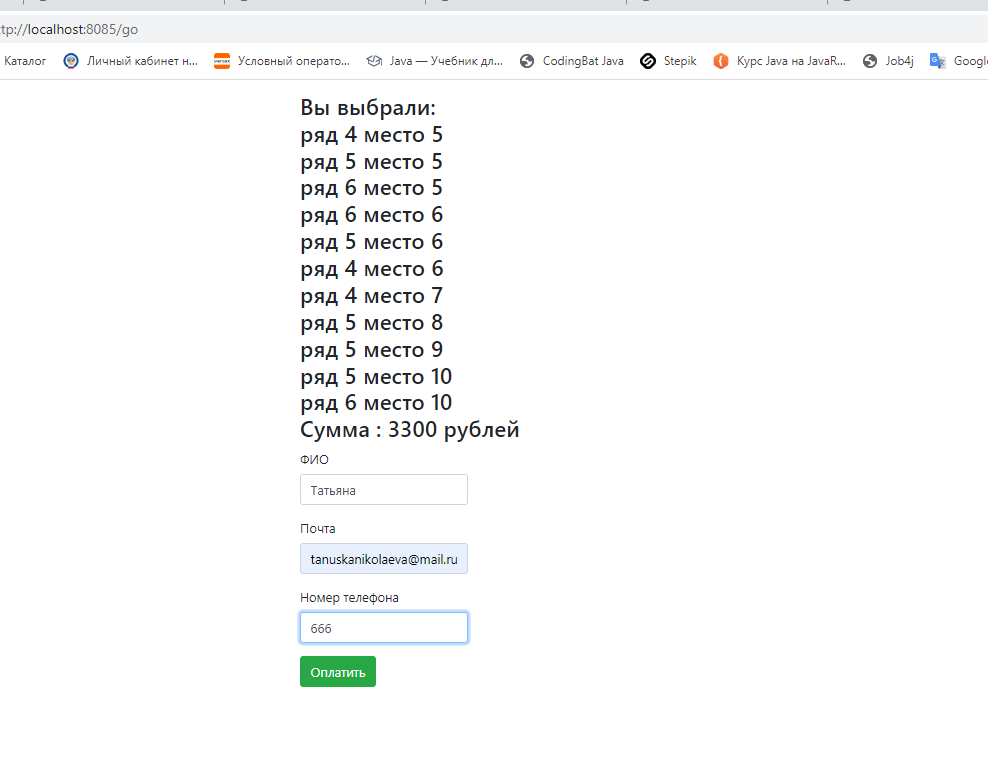 tp://localhost:8085/go
Каталог Личный кабинет н... Условный операто... Java — Учебник дл... CodingBat Java Stepik Курс Java на JavaR... Job4j Google
Вы выбрали:
ряд 4 место 5
ряд 5 место 5
ряд 6 место 5
ряд 6 место 6
ряд 5 место 6
ряд 4 место 6
ряд 4 место 7
ряд 5 место 8
ряд 5 место 9
ряд 5 место 10
ряд 6 место 10
Сумма : 3300 рублей
ФИО
Татьяна
Почта
tanuskanikolaeva@mail.ru
Номер телефона
666
Оплатить